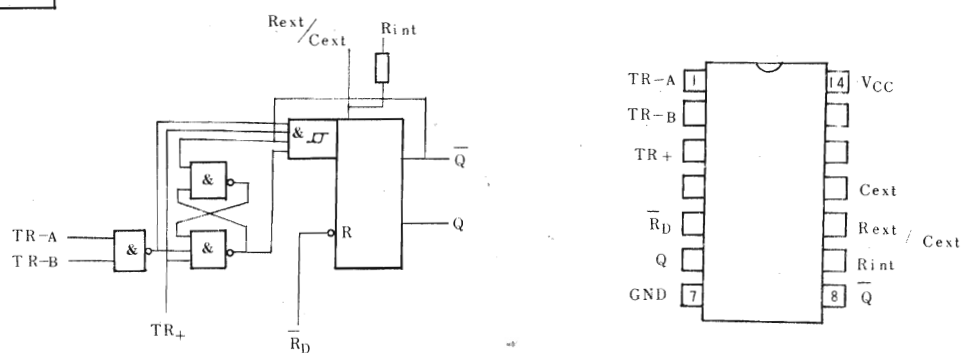 Rext/Cext
Rint
&
&
&
&
R
Q̅
Q
TR-A
TR-B
TR+
R̅D
TR-A 1
14 VCC
TR-B
TR+
Cext
R̅D
Rext/Cext
Q
Rint
GND 7
8 Q̅